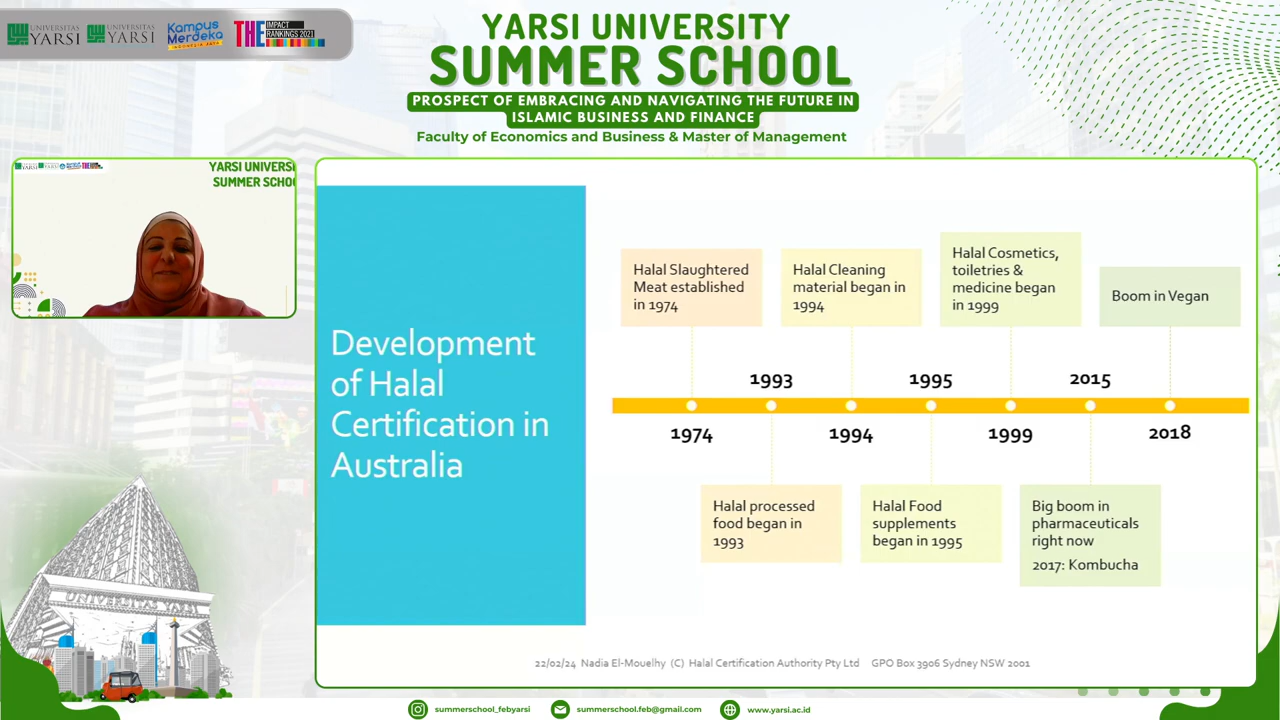 UNIVERSITAS
YARSI
UNIVERSITAS
YARSI
Kampus
Merdeka
INDONESIA JAYA
THE
IMPACT
RANKINGS 2021
YARSI UNIVERSITY
SUMMER SCHOOL
PROSPECT OF EMBRACING AND NAVIGATING THE FUTURE IN
ISLAMIC BUSINESS AND FINANCE
Faculty of Economics and Business & Master of Management
YARSI UNIVERSI
SUMMER SCHO
Development
of Halal
Certification in
Australia
Halal Slaughtered
Meat established
in 1974
Halal Cleaning
material began in
1994
Halal Cosmetics,
toiletries &
medicine began
in 1999
Boom in Vegan
1993
1995
2015
1974
1994
1999
2018
Halal processed
food began in
1993
Halal Food
supplements
began in 1995
Big boom in
pharmaceuticals
right now
2017: Kombucha
22/02/24 Nadia El-Mouelhy (C) Halal Certification Authority Pty Ltd GPO Box 3906 Sydney NSW 2001
UNIVERSITAS YARSI
summerschool_febyarsi
summerschool.feb@gmail.com
www.yarsi.ac.id